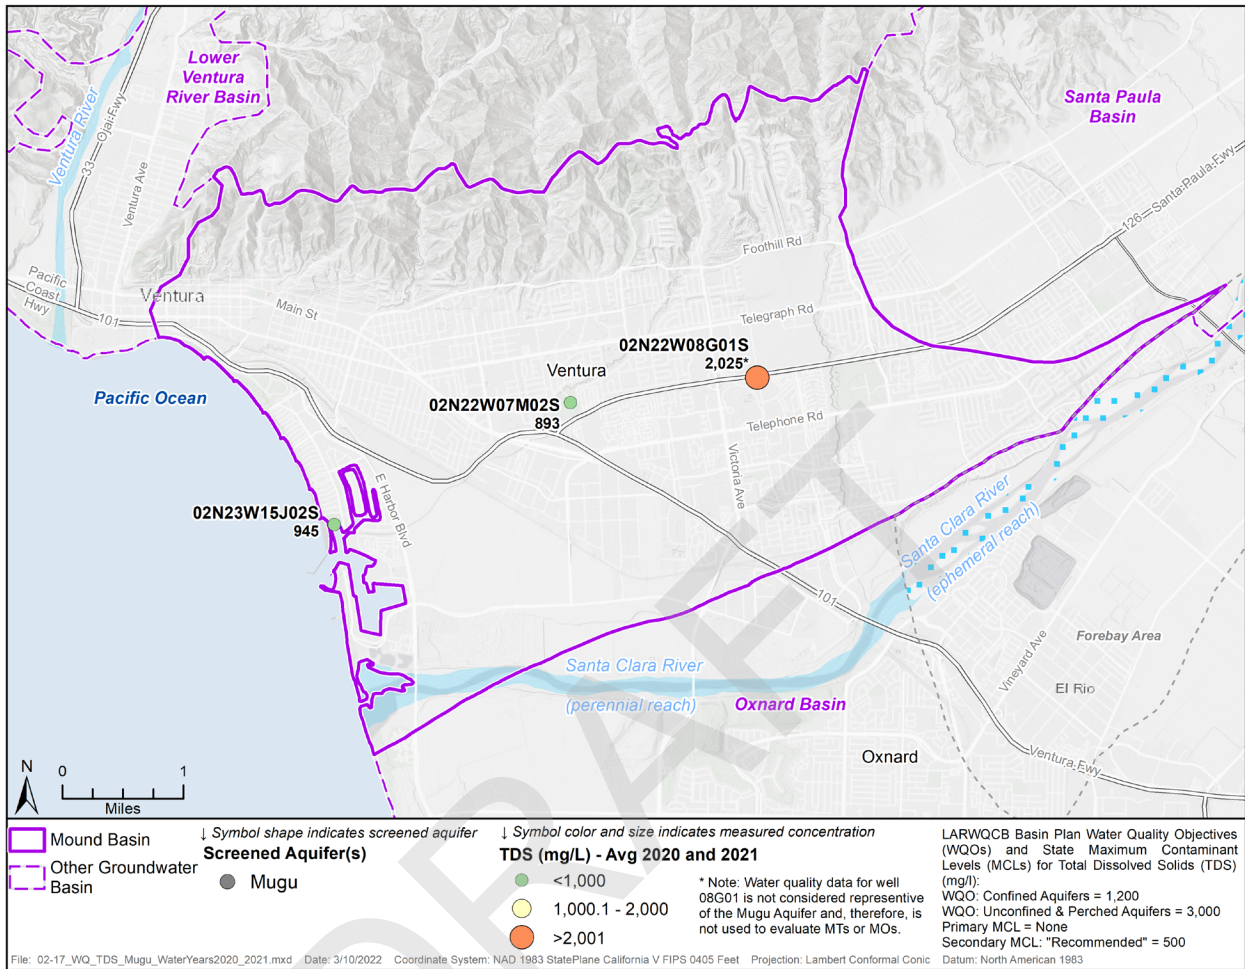 Lower
Ventura
River Basin
Santa Paula
Basin
Ventura River
33
Ojai Fwy
Ventura Ave
126
Santa Paula Fwy
Foothill Rd
Pacific
Coast
Hwy
Ventura
Main St
101
Telegraph Rd
02N22W08G01S
2,025*
Ventura
Pacific Ocean
02N22W07M02S
893
Telephone Rd
Victoria Ave
E Harbor Blvd
02N23W15J02S
945
Santa Clara River
(ephemeral reach)
101
Forebay Area
Vineyard Ave
Santa Clara River
(perennial reach)
El Rio
Oxnard Basin
Oxnard
Ventura Fwy
N
0 1
Miles
DRAFT
Mound Basin
Other Groundwater
Basin
↓ Symbol shape indicates screened aquifer
Screened Aquifer(s)
Mugu
↓ Symbol color and size indicates measured concentration
TDS (mg/L) - Avg 2020 and 2021
<1,000
1,000.1 - 2,000
>2,001
* Note: Water quality data for well
08G01 is not considered representive
of the Mugu Aquifer and, therefore, is
not used to evaluate MTs or MOs.
LARWQCB Basin Plan Water Quality Objectives
(WQOs) and State Maximum Contaminant
Levels (MCLs) for Total Dissolved Solids (TDS)
(mg/l):
WQO: Confined Aquifers = 1,200
WQO: Unconfined & Perched Aquifers = 3,000
Primary MCL = None
Secondary MCL: "Recommended" = 500
File: 02-17_WQ_TDS_Mugu_WaterYears2020_2021.mxd Date: 3/10/2022 Coordinate System: NAD 1983 StatePlane California V FIPS 0405 Feet Projection: Lambert Conformal Conic Datum: North American 1983